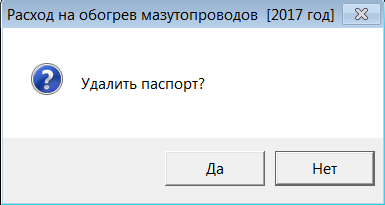 Расход на обогрев мазутопроводов [2017 год]
Удалить паспорт?
Да
Нет